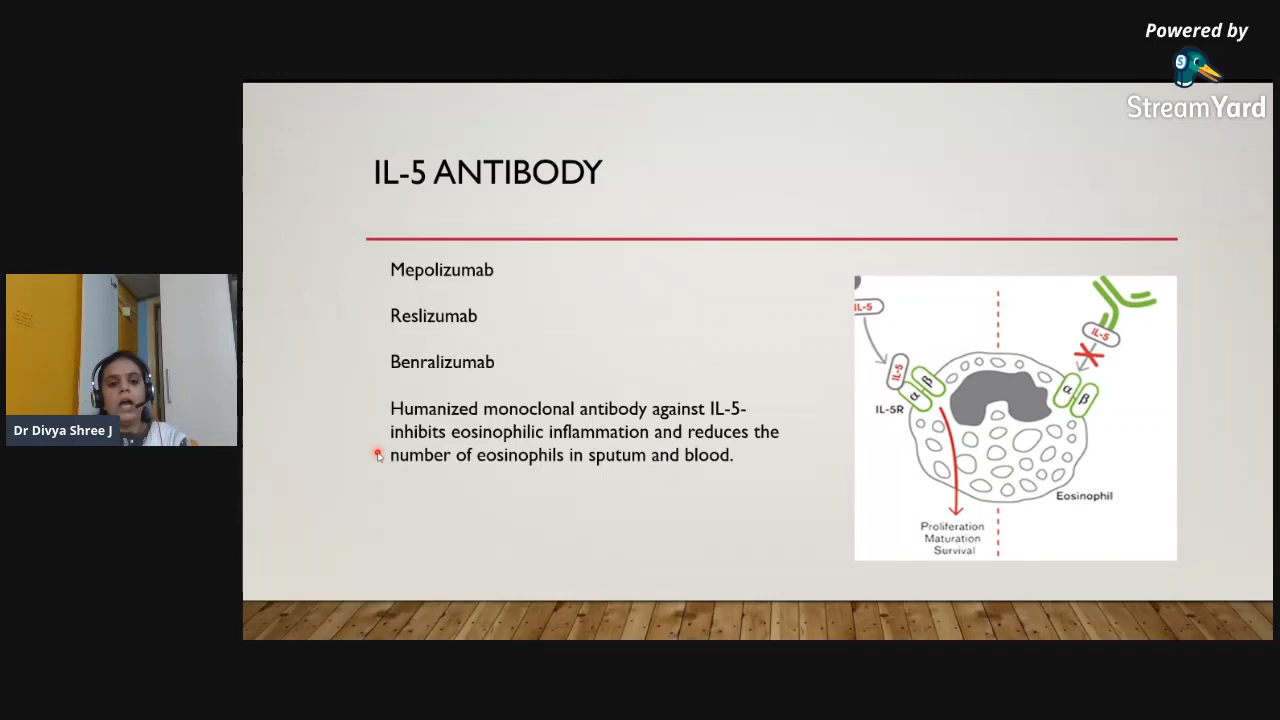 Powered by
StreamYard
IL-5 ANTIBODY
Mepolizumab
Reslizumab
Benralizumab
Humanized monoclonal antibody against IL-5-
inhibits eosinophilic inflammation and reduces the
number of eosinophils in sputum and blood.
IL-5
IL-5
IL-5
α
β
α
β
IL-5R
Eosinophil
Proliferation
Maturation
Survival
Dr Divya Shree J